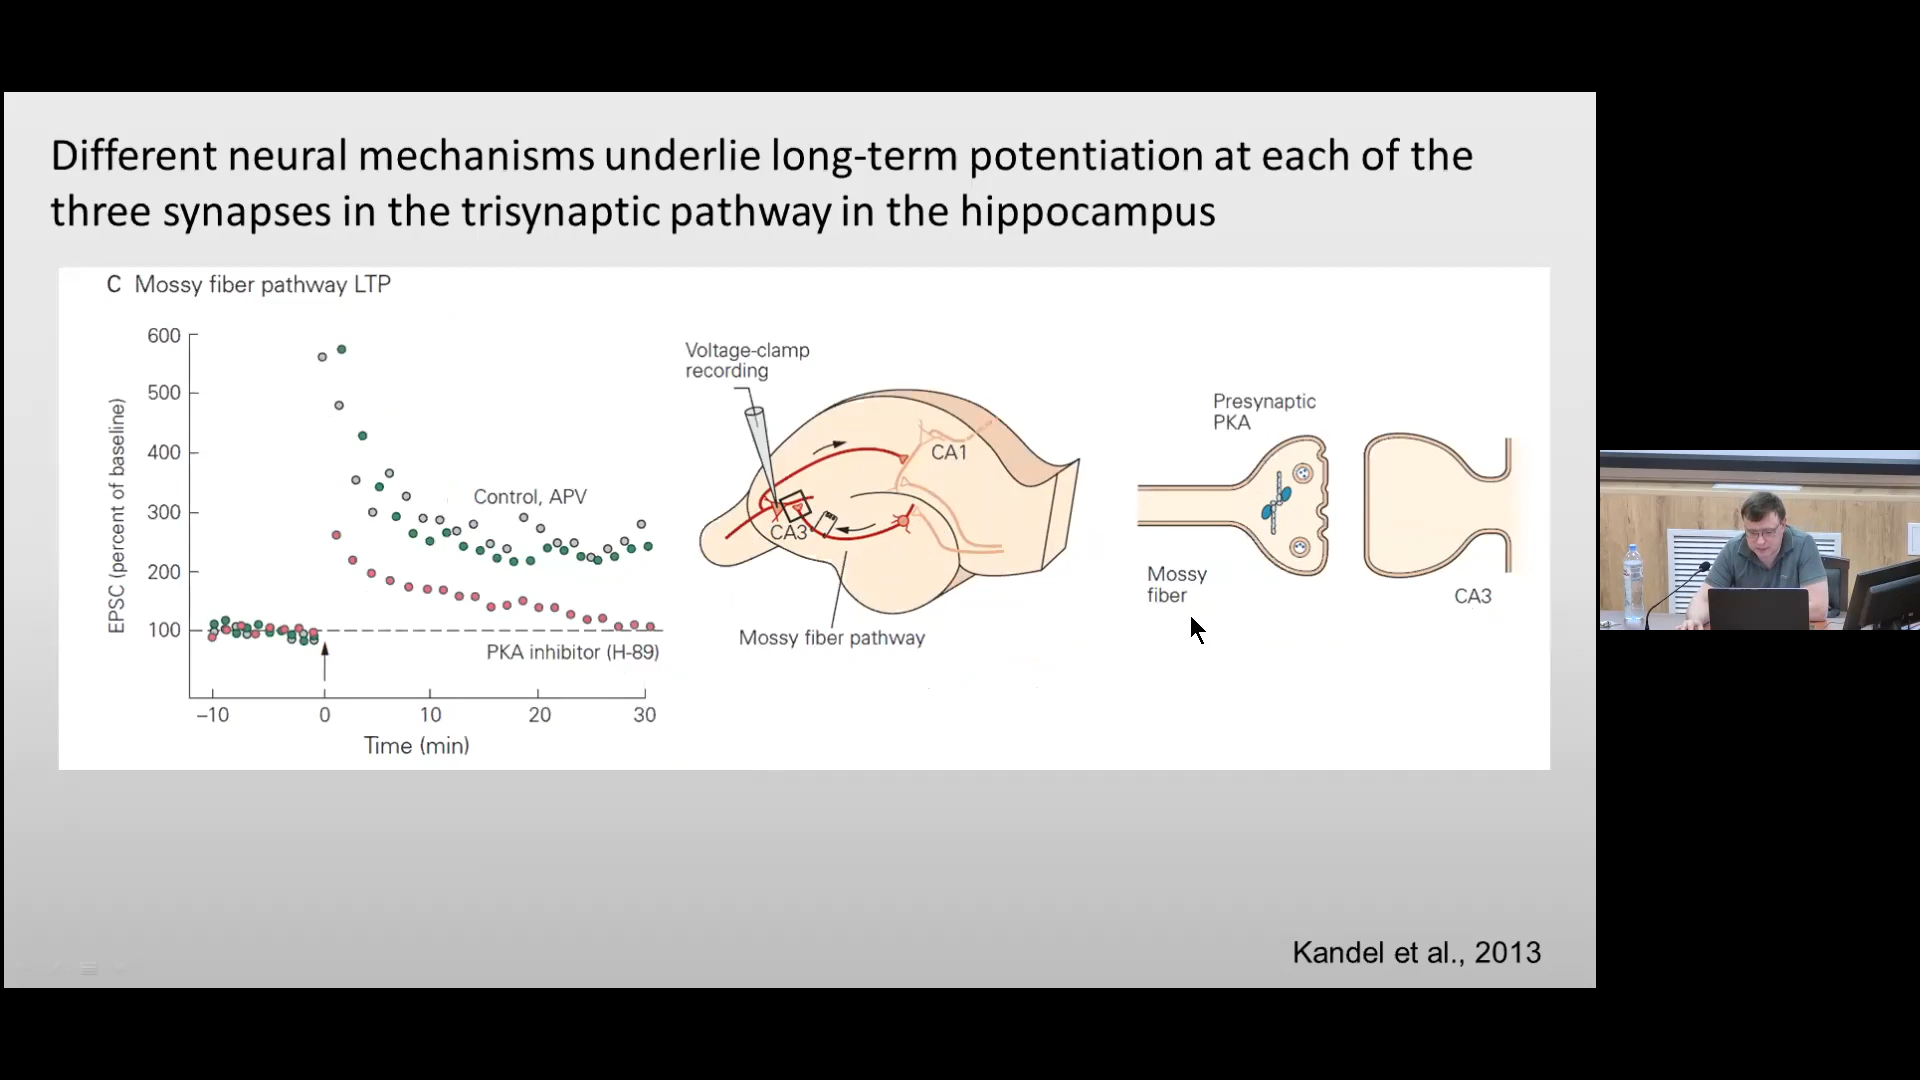 Different neural mechanisms underlie long-term potentiation at each of the
three synapses in the trisynaptic pathway in the hippocampus
C Mossy fiber pathway LTP
EPSC (percent of baseline)
600
500
400
300
200
100
Control, APV
PKA inhibitor (H-89)
–10 0 10 20 30
Time (min)
Voltage-clamp
recording
CA1
CA3
Mossy fiber pathway
Presynaptic
PKA
Mossy
fiber
CA3
Kandel et al., 2013